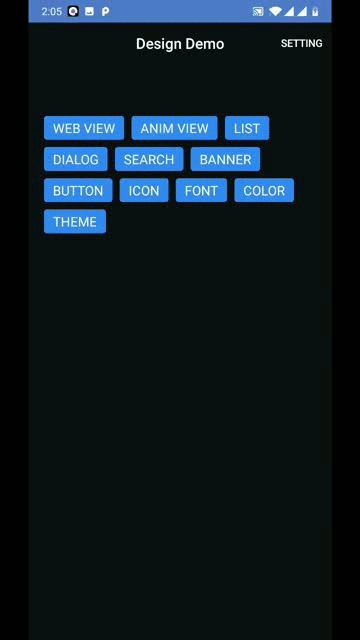 2:05
Design Demo SETTING
WEB VIEW ANIM VIEW LIST
DIALOG SEARCH BANNER
BUTTON ICON FONT COLOR
THEME